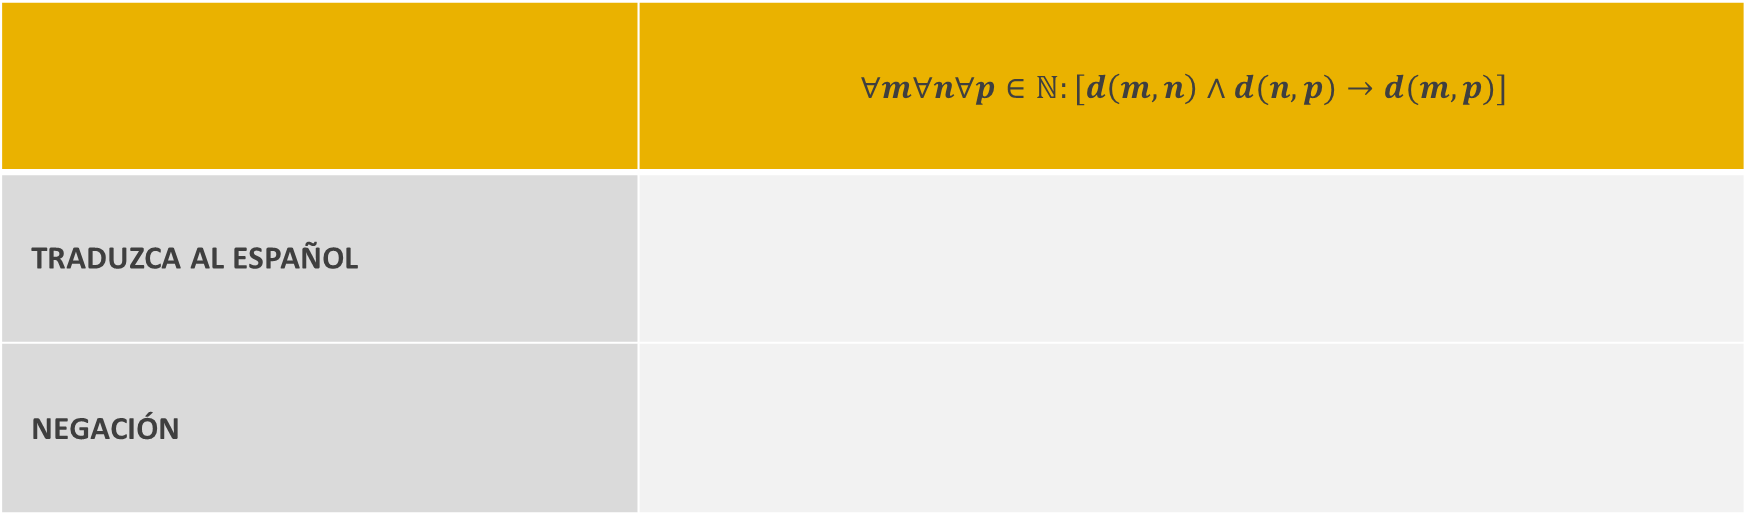 ∀m∀n∀p ∈ ℕ: [d(m, n) ∧ d(n, p) → d(m, p)]
TRADUZCA AL ESPAÑOL
NEGACIÓN